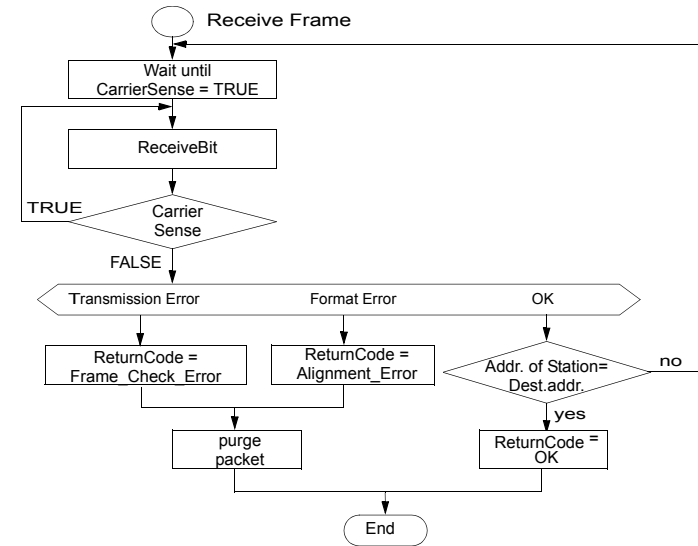 Receive Frame
Wait until
CarrierSense = TRUE
ReceiveBit
TRUE
Carrier
Sense
FALSE
Transmission Error
Format Error
OK
ReturnCode =
Frame_Check_Error
ReturnCode =
Alignment_Error
Addr. of Station=
Dest.addr.
no
yes
purge
packet
ReturnCode =
OK
End